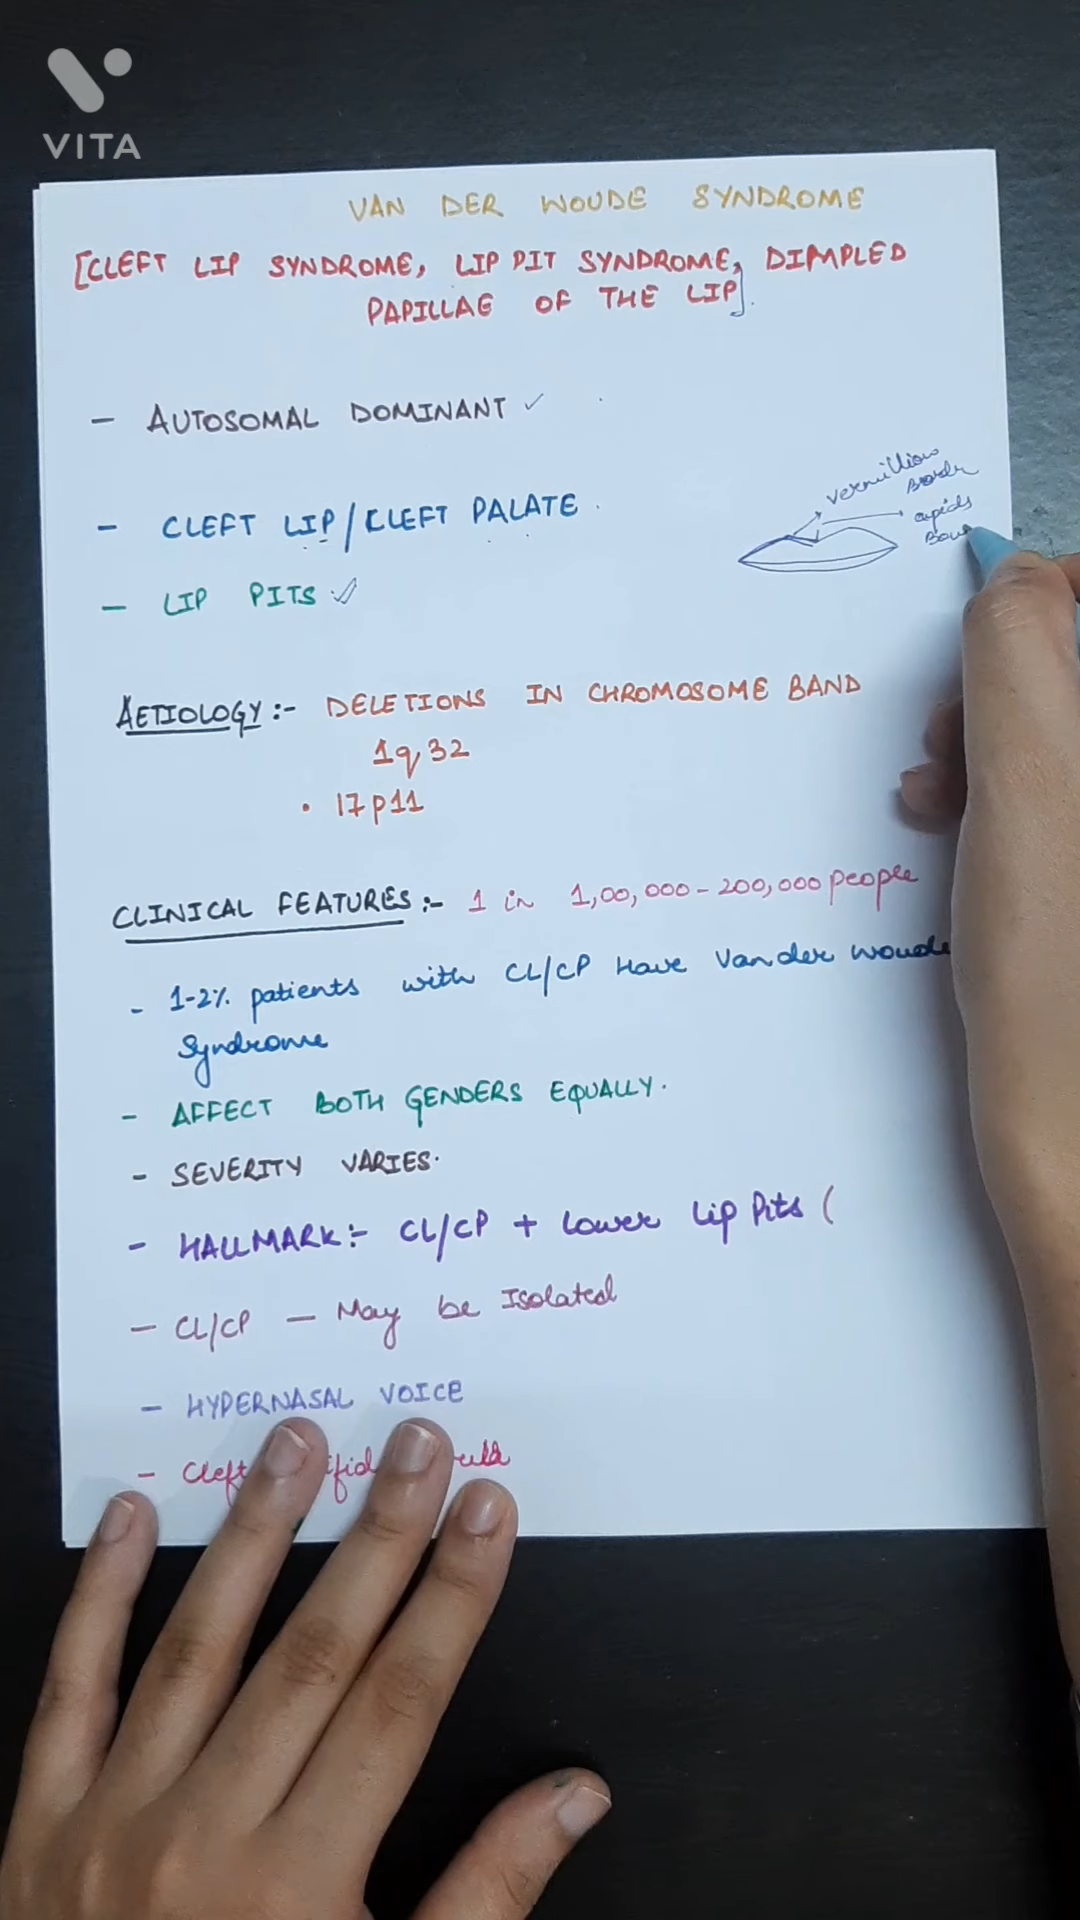 VITA
VAN DER WOUDE SYNDROME
[CLEFT LIP SYNDROME, LIP PIT SYNDROME, DIMPLED
PAPILLAE OF THE LIP].
- AUTOSOMAL DOMINANT ✓
- CLEFT LIP/CLEFT PALATE.
- LIP PITS ✓
Vermillion
Border
cupids
AETIOLOGY:- DELETIONS IN CHROMOSOME BAND
1q32
• 17p11
CLINICAL FEATURES:- 1 in 1,00,000-200,000 people
- 1-2% patients with CL/CP Have Vander Woude
Syndrome
- AFFECT BOTH GENDERS EQUALLY.
- SEVERITY VARIES.
- HALLMARK:- CL/CP + Lower Lip Pits (
- CL/CP - May be Isolated
- HYPERNASAL VOICE
- Cleft